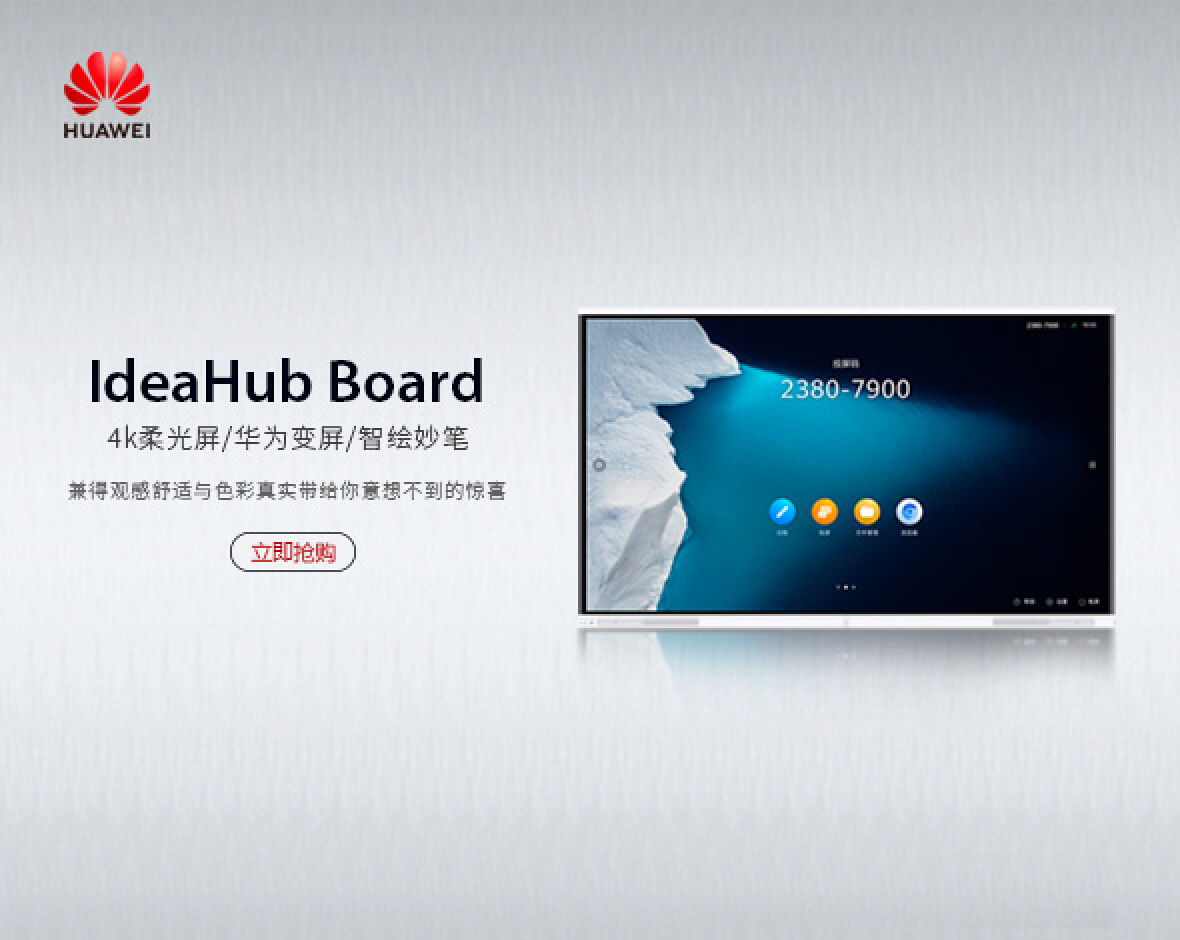 HUAWEI
IdeaHub Board
4k柔光屏/华为变屏/智绘妙笔
兼得观感舒适与色彩真实带给你意想不到的惊喜
立即抢购
2380-7900
投屏码
2380-7900